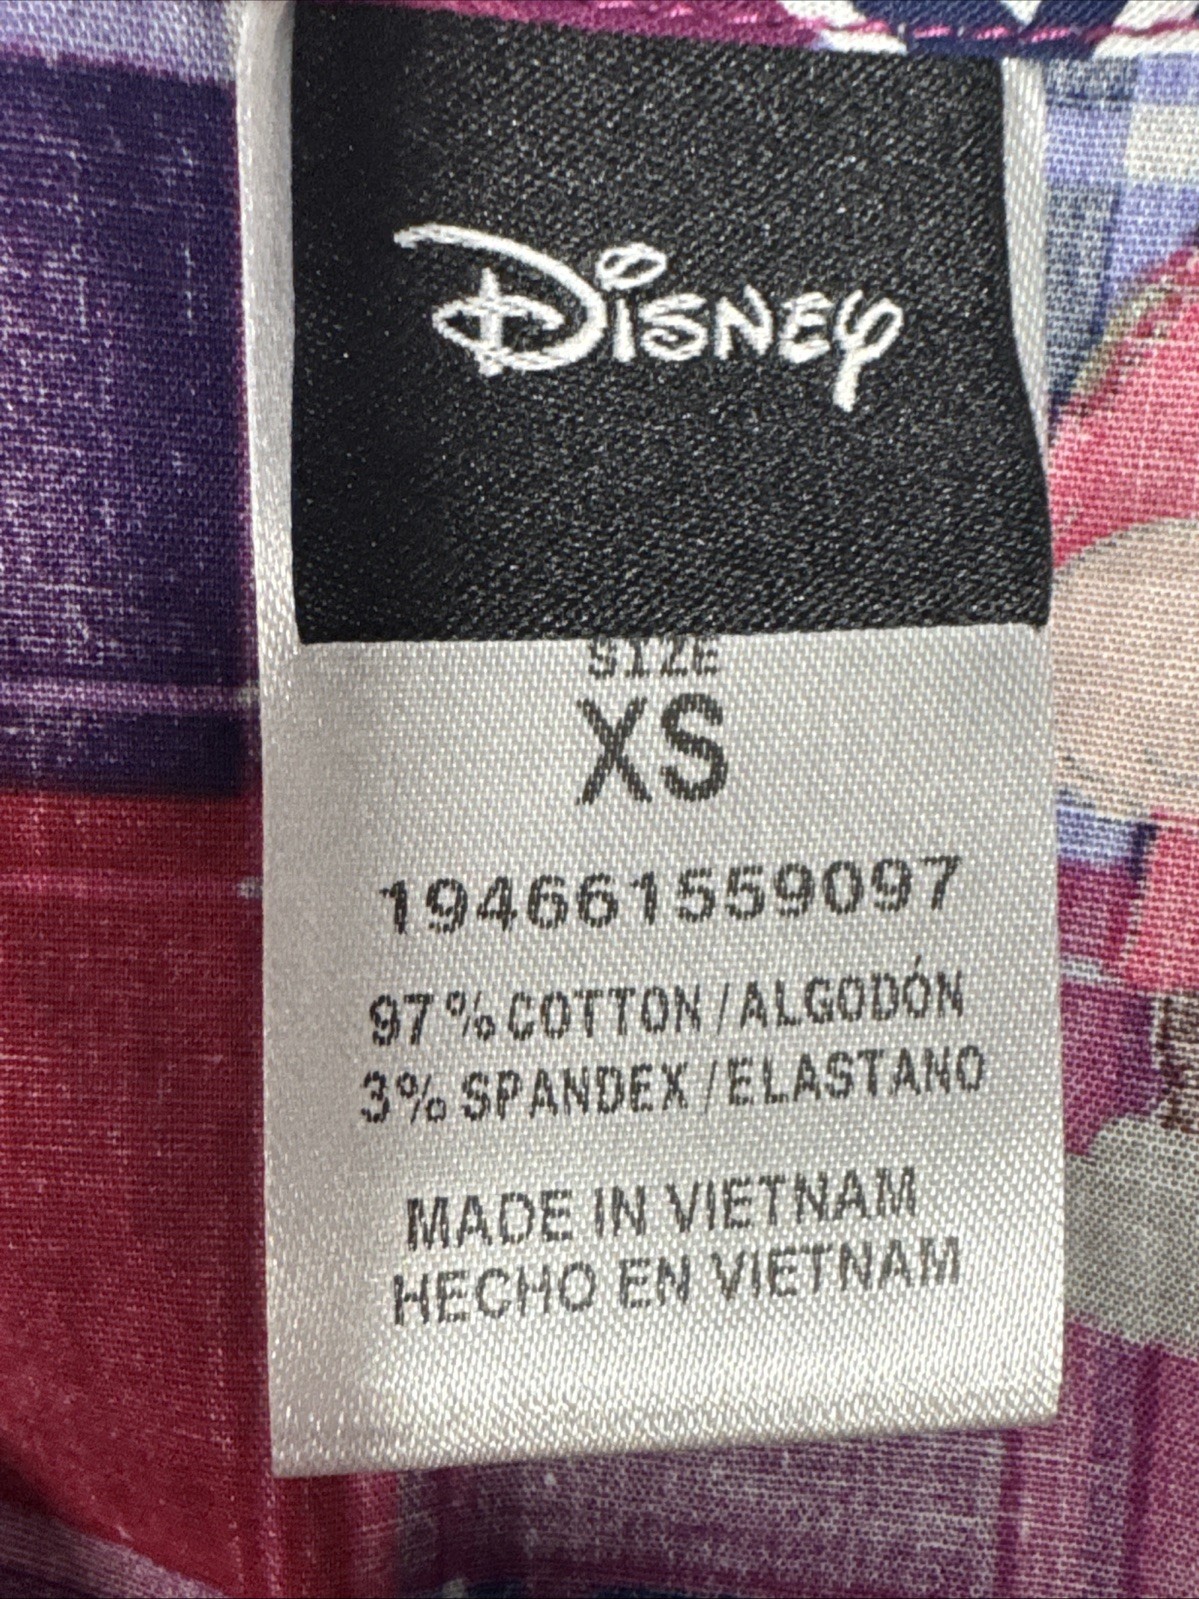 Disney
SIZE
XS
194661559097
97% COTTON / ALGODÓN
3% SPANDEX / ELASTANO
MADE IN VIETNAM
HECHO EN VIETNAM